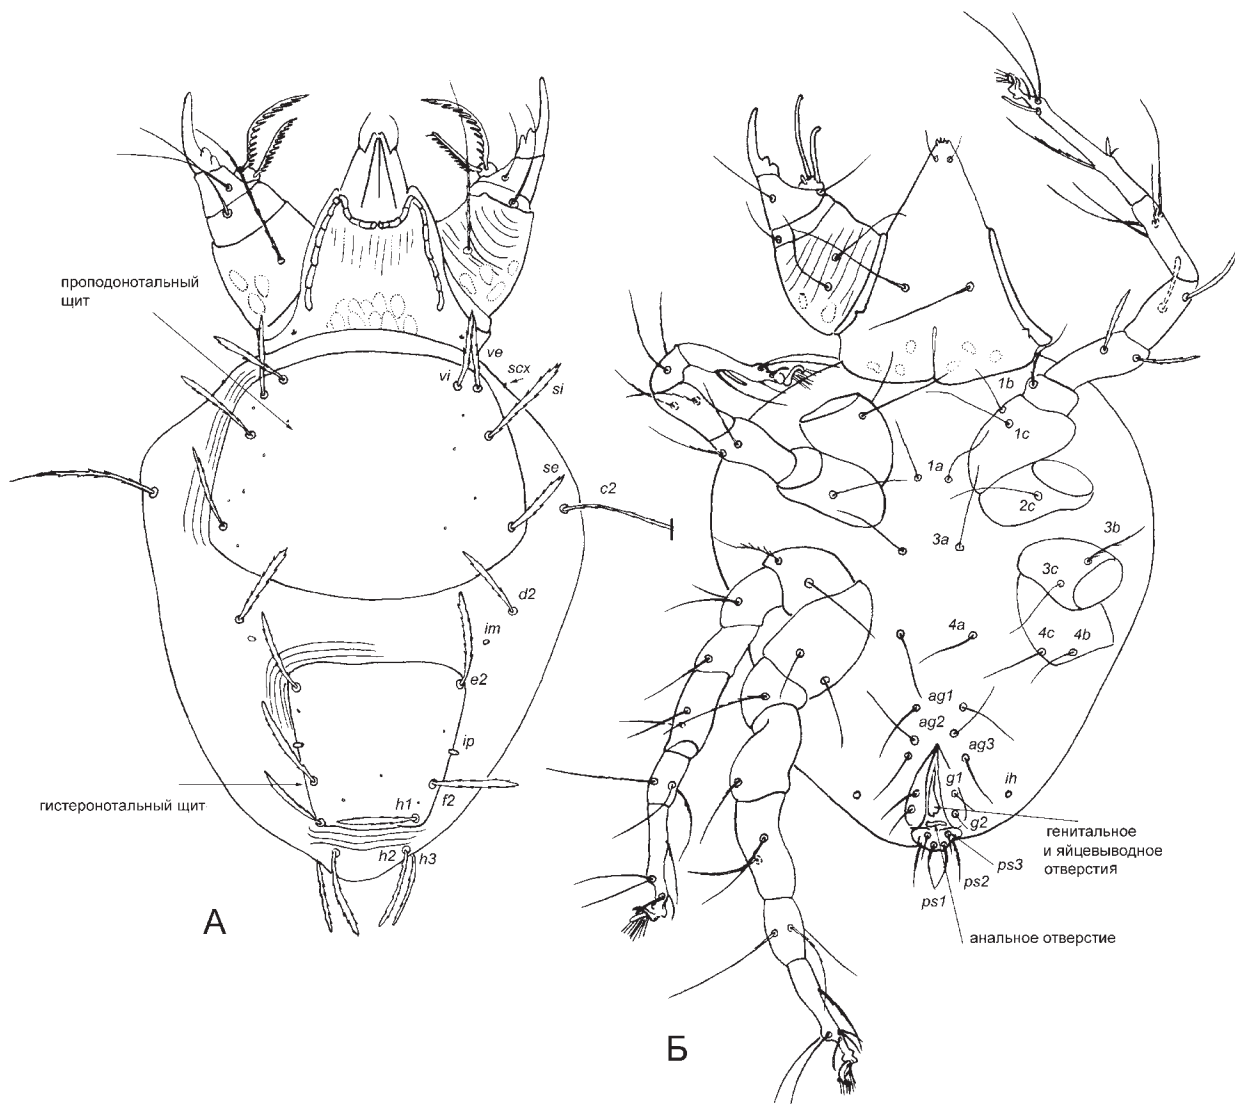 проподонотальный
щит
ve
vi
scx
si
se
c2
d2
im
e2
ip
гистеронотальный щит
f2
h1
h2
h3
А
1b
1c
1a
2c
3a
3b
3c
4a
4c
4b
ag1
ag2
ag3
g1
ih
g2
генитальное
и яйцевыводное
отверстия
ps3
ps2
ps1
анальное отверстие
Б